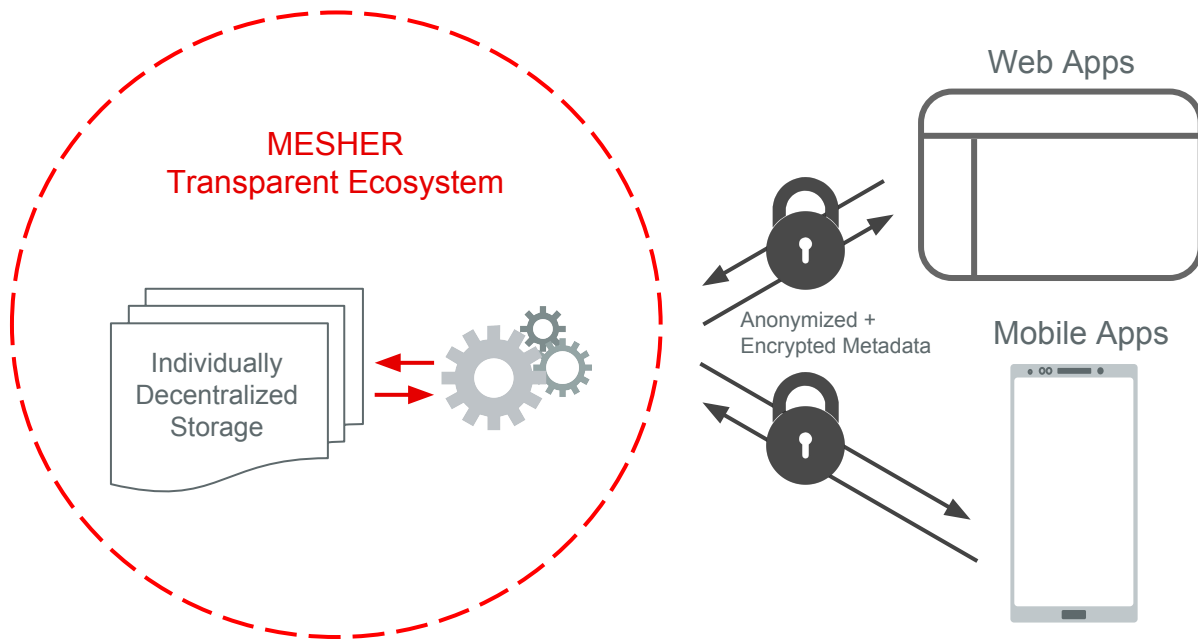 MESHER
Transparent Ecosystem
Individually
Decentralized
Storage
Web Apps
Anonymized +
Encrypted Metadata
Mobile Apps